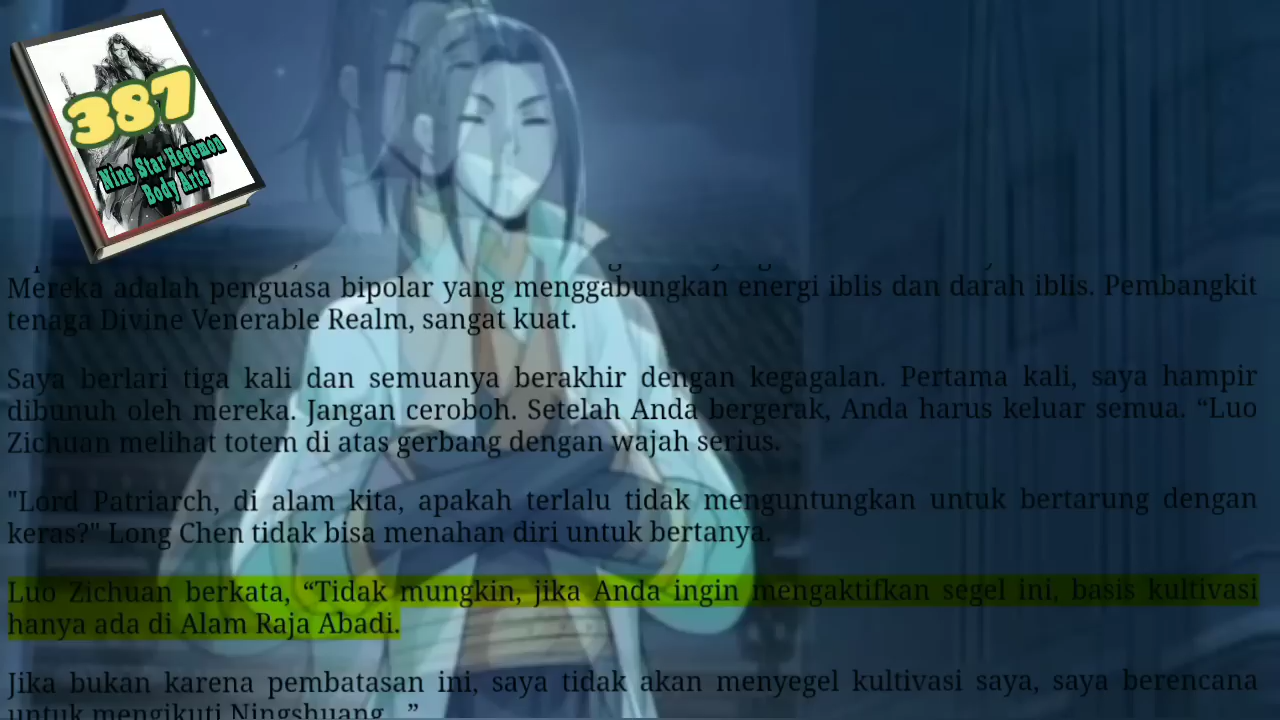 387
Nine Star Hegemon
Body Arts
Mereka adalah penguasa bipolar yang menggabungkan energi iblis dan darah iblis. Pembangkit
tenaga Divine Venerable Realm, sangat kuat.
Saya berlari tiga kali dan semuanya berakhir dengan kegagalan. Pertama kali, saya hampir
dibunuh oleh mereka. Jangan ceroboh. Setelah Anda bergerak, Anda harus keluar semua. “Luo
Zichuan melihat totem di atas gerbang dengan wajah serius.
"Lord Patriarch, di alam kita, apakah terlalu tidak menguntungkan untuk bertarung dengan
keras?" Long Chen tidak bisa menahan diri untuk bertanya.
Luo Zichuan berkata, “Tidak mungkin, jika Anda ingin mengaktifkan segel ini, basis kultivasi
hanya ada di Alam Raja Abadi.
Jika bukan karena pembatasan ini, saya tidak akan menyegel kultivasi saya, saya berencana
untuk mengikuti Ningshuang...”